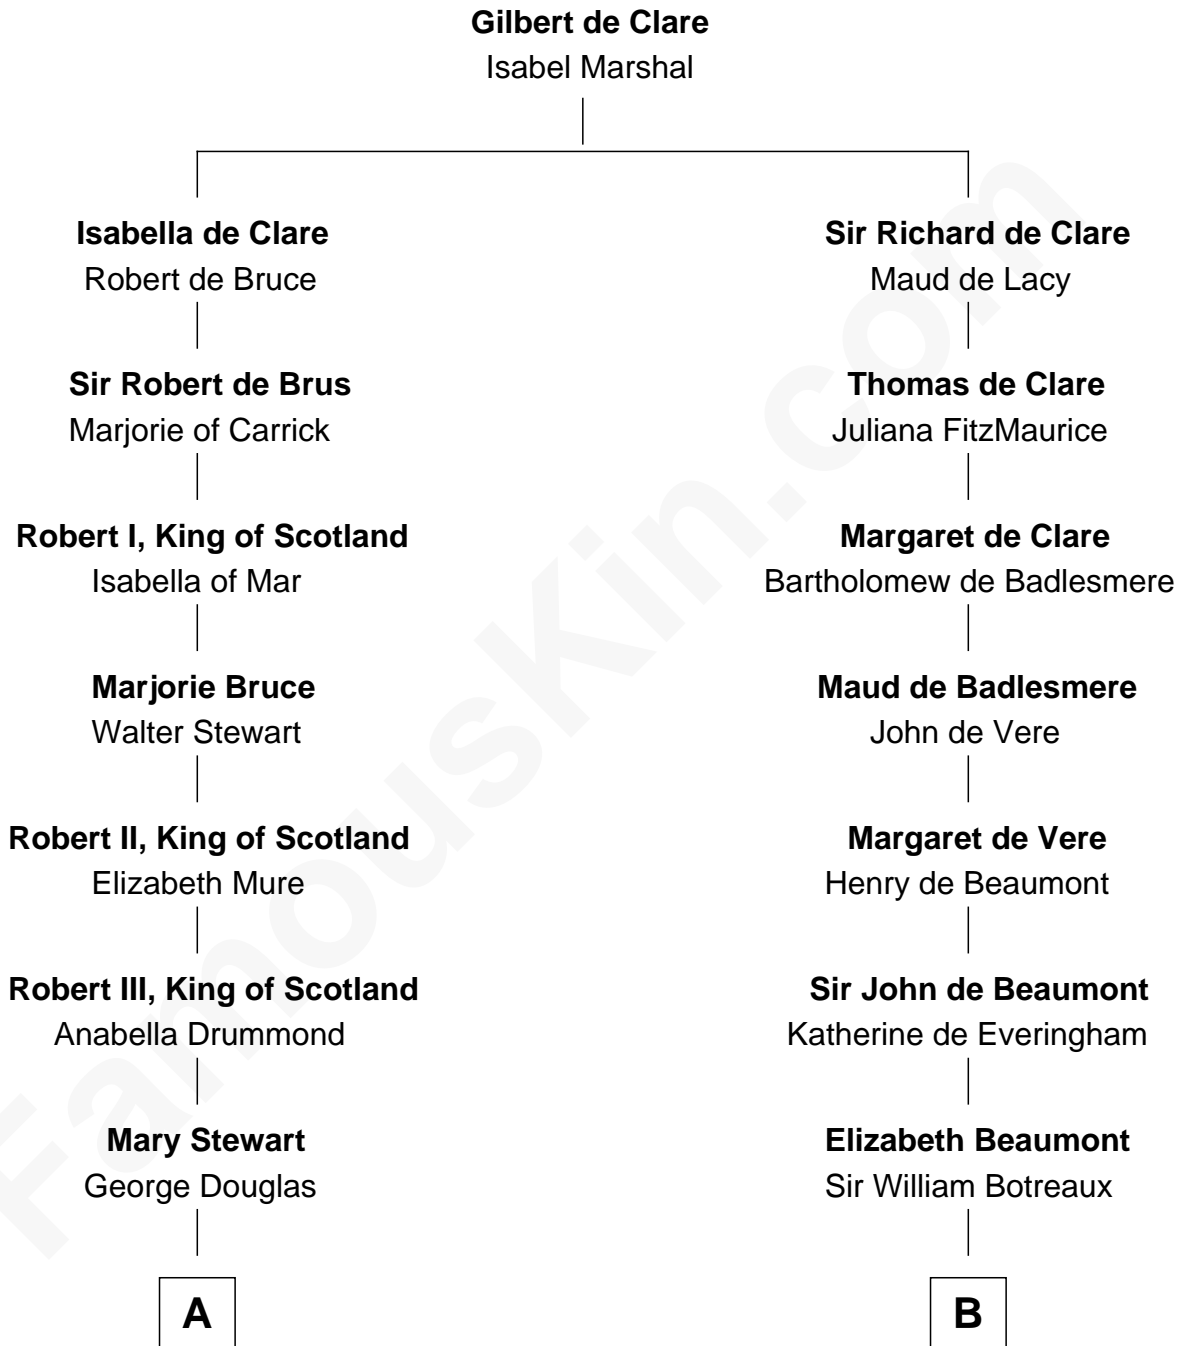 Gilbert de Clare
Isabel Marshal
Isabella de Clare
Robert de Bruce
Sir Richard de Clare
Maud de Lacy
Sir Robert de Brus
Marjorie of Carrick
Thomas de Clare
Juliana FitzMaurice
Robert I, King of Scotland
Isabella of Mar
Margaret de Clare
Bartholomew de Badlesmere
Marjorie Bruce
Walter Stewart
Maud de Badlesmere
John de Vere
Robert II, King of Scotland
Elizabeth Mure
Margaret de Vere
Henry de Beaumont
Robert III, King of Scotland
Anabella Drummond
Sir John de Beaumont
Katherine de Everingham
Mary Stewart
George Douglas
Elizabeth Beaumont
Sir William Botreaux
A
B
FamousKin.com